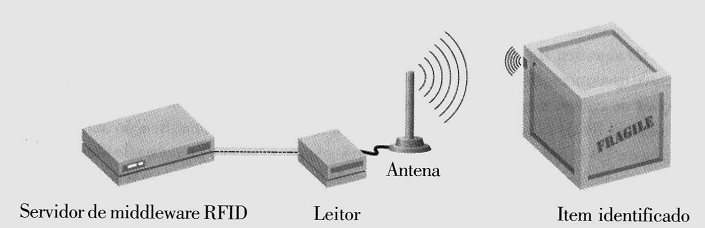 FRAGILE
Antena
Servidor de middleware RFID
Leitor
Item identificado